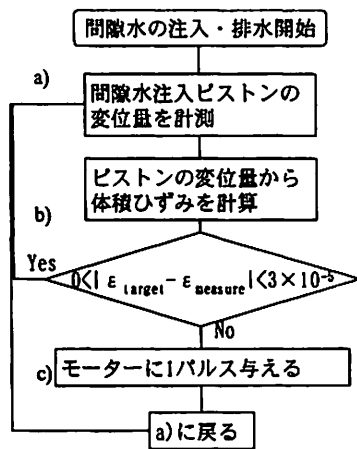 間隙水の注入・排水開始
a)
間隙水注入ピストンの
変位量を計測
ピストンの変位量から
体積ひずみを計算
b)
Yes
0<| ε target - ε measure |<3×10-5
No
c)
モーターに1パルス与える
a)に戻る